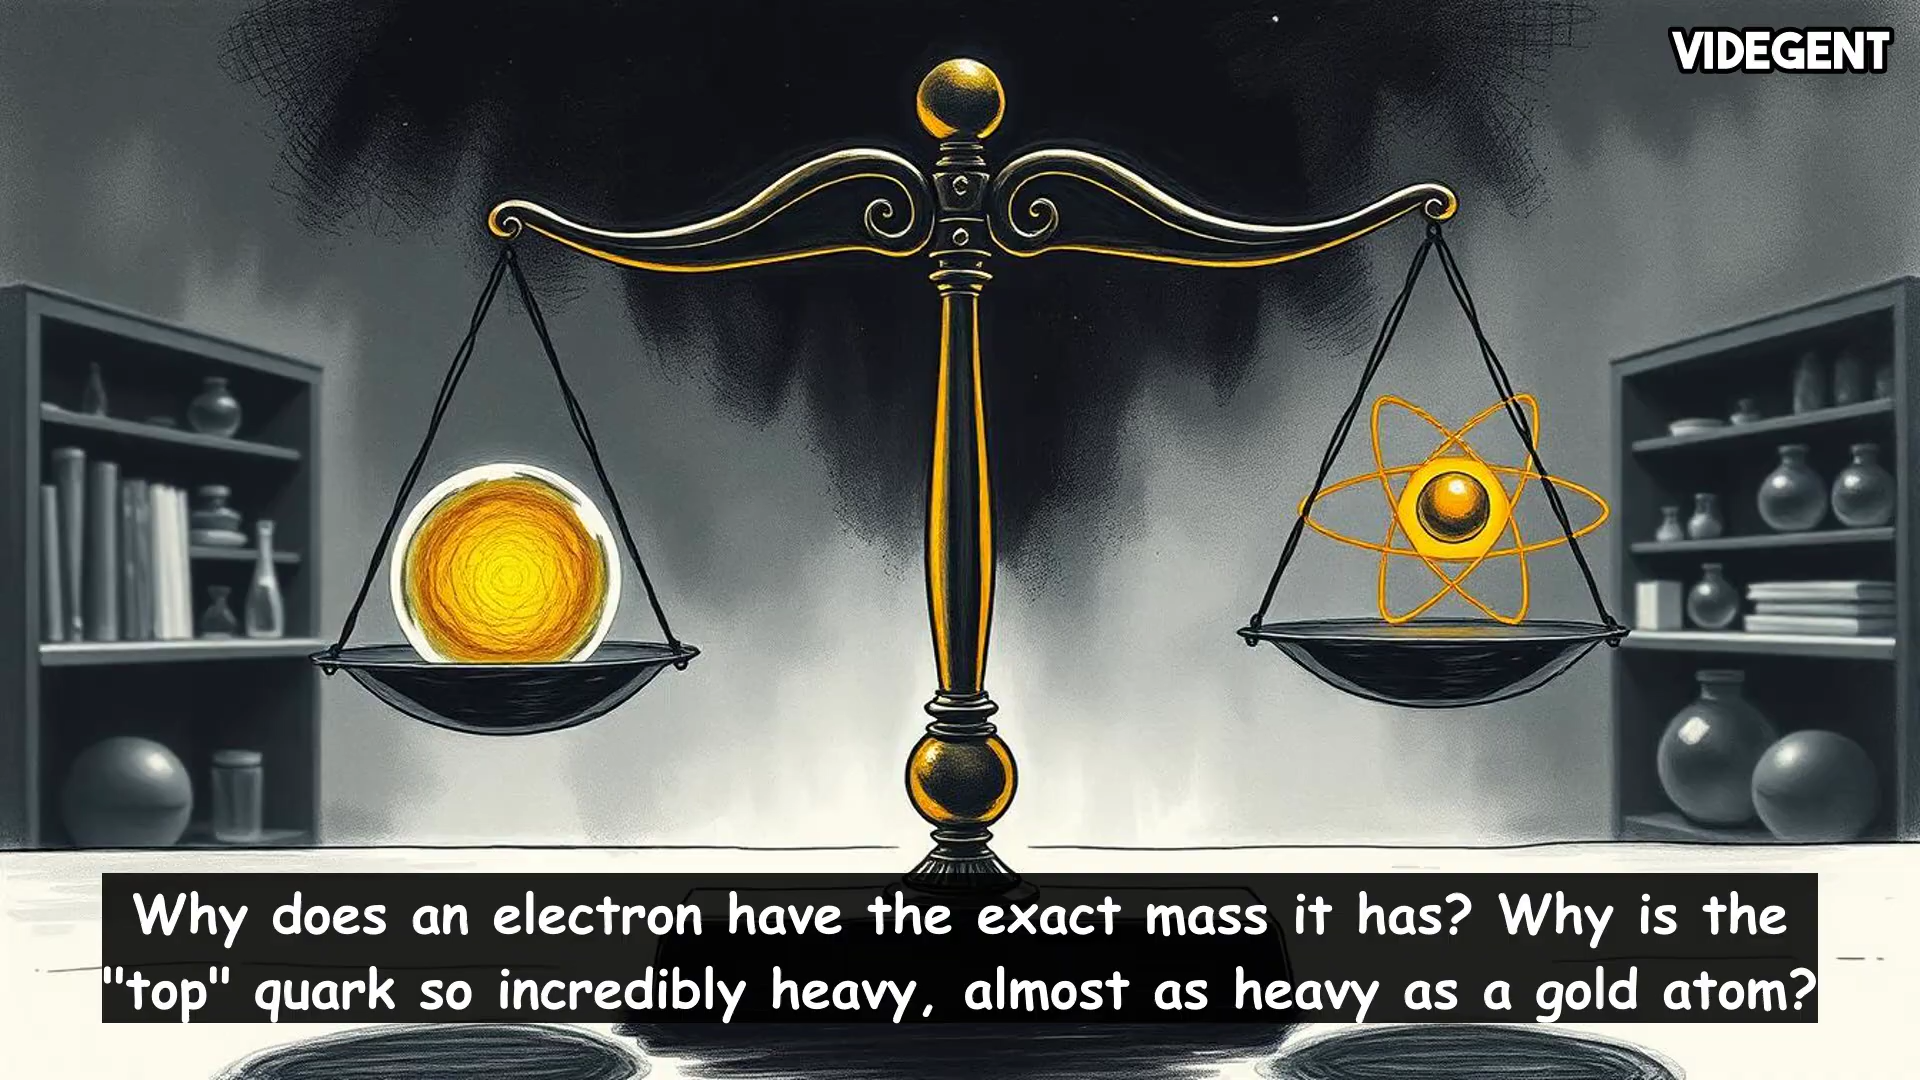 VIDEGENT
Why does an electron have the exact mass it has? Why is the
"top" quark so incredibly heavy, almost as heavy as a gold atom?